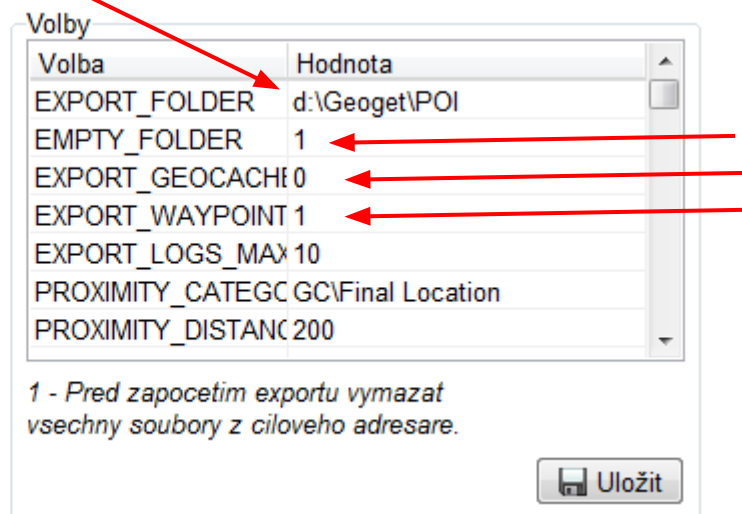 Volby
Volba Hodnota
EXPORT_FOLDER d:\Geoget\POI
EMPTY_FOLDER 1
EXPORT_GEOCACHE 0
EXPORT_WAYPOINT 1
EXPORT_LOGS_MAX 10
PROXIMITY_CATEGO GC\Final Location
PROXIMITY_DISTANC 200
1 - Pred zapocetim exportu vymazat
vsechny soubory z ciloveho adresare.
Uložit